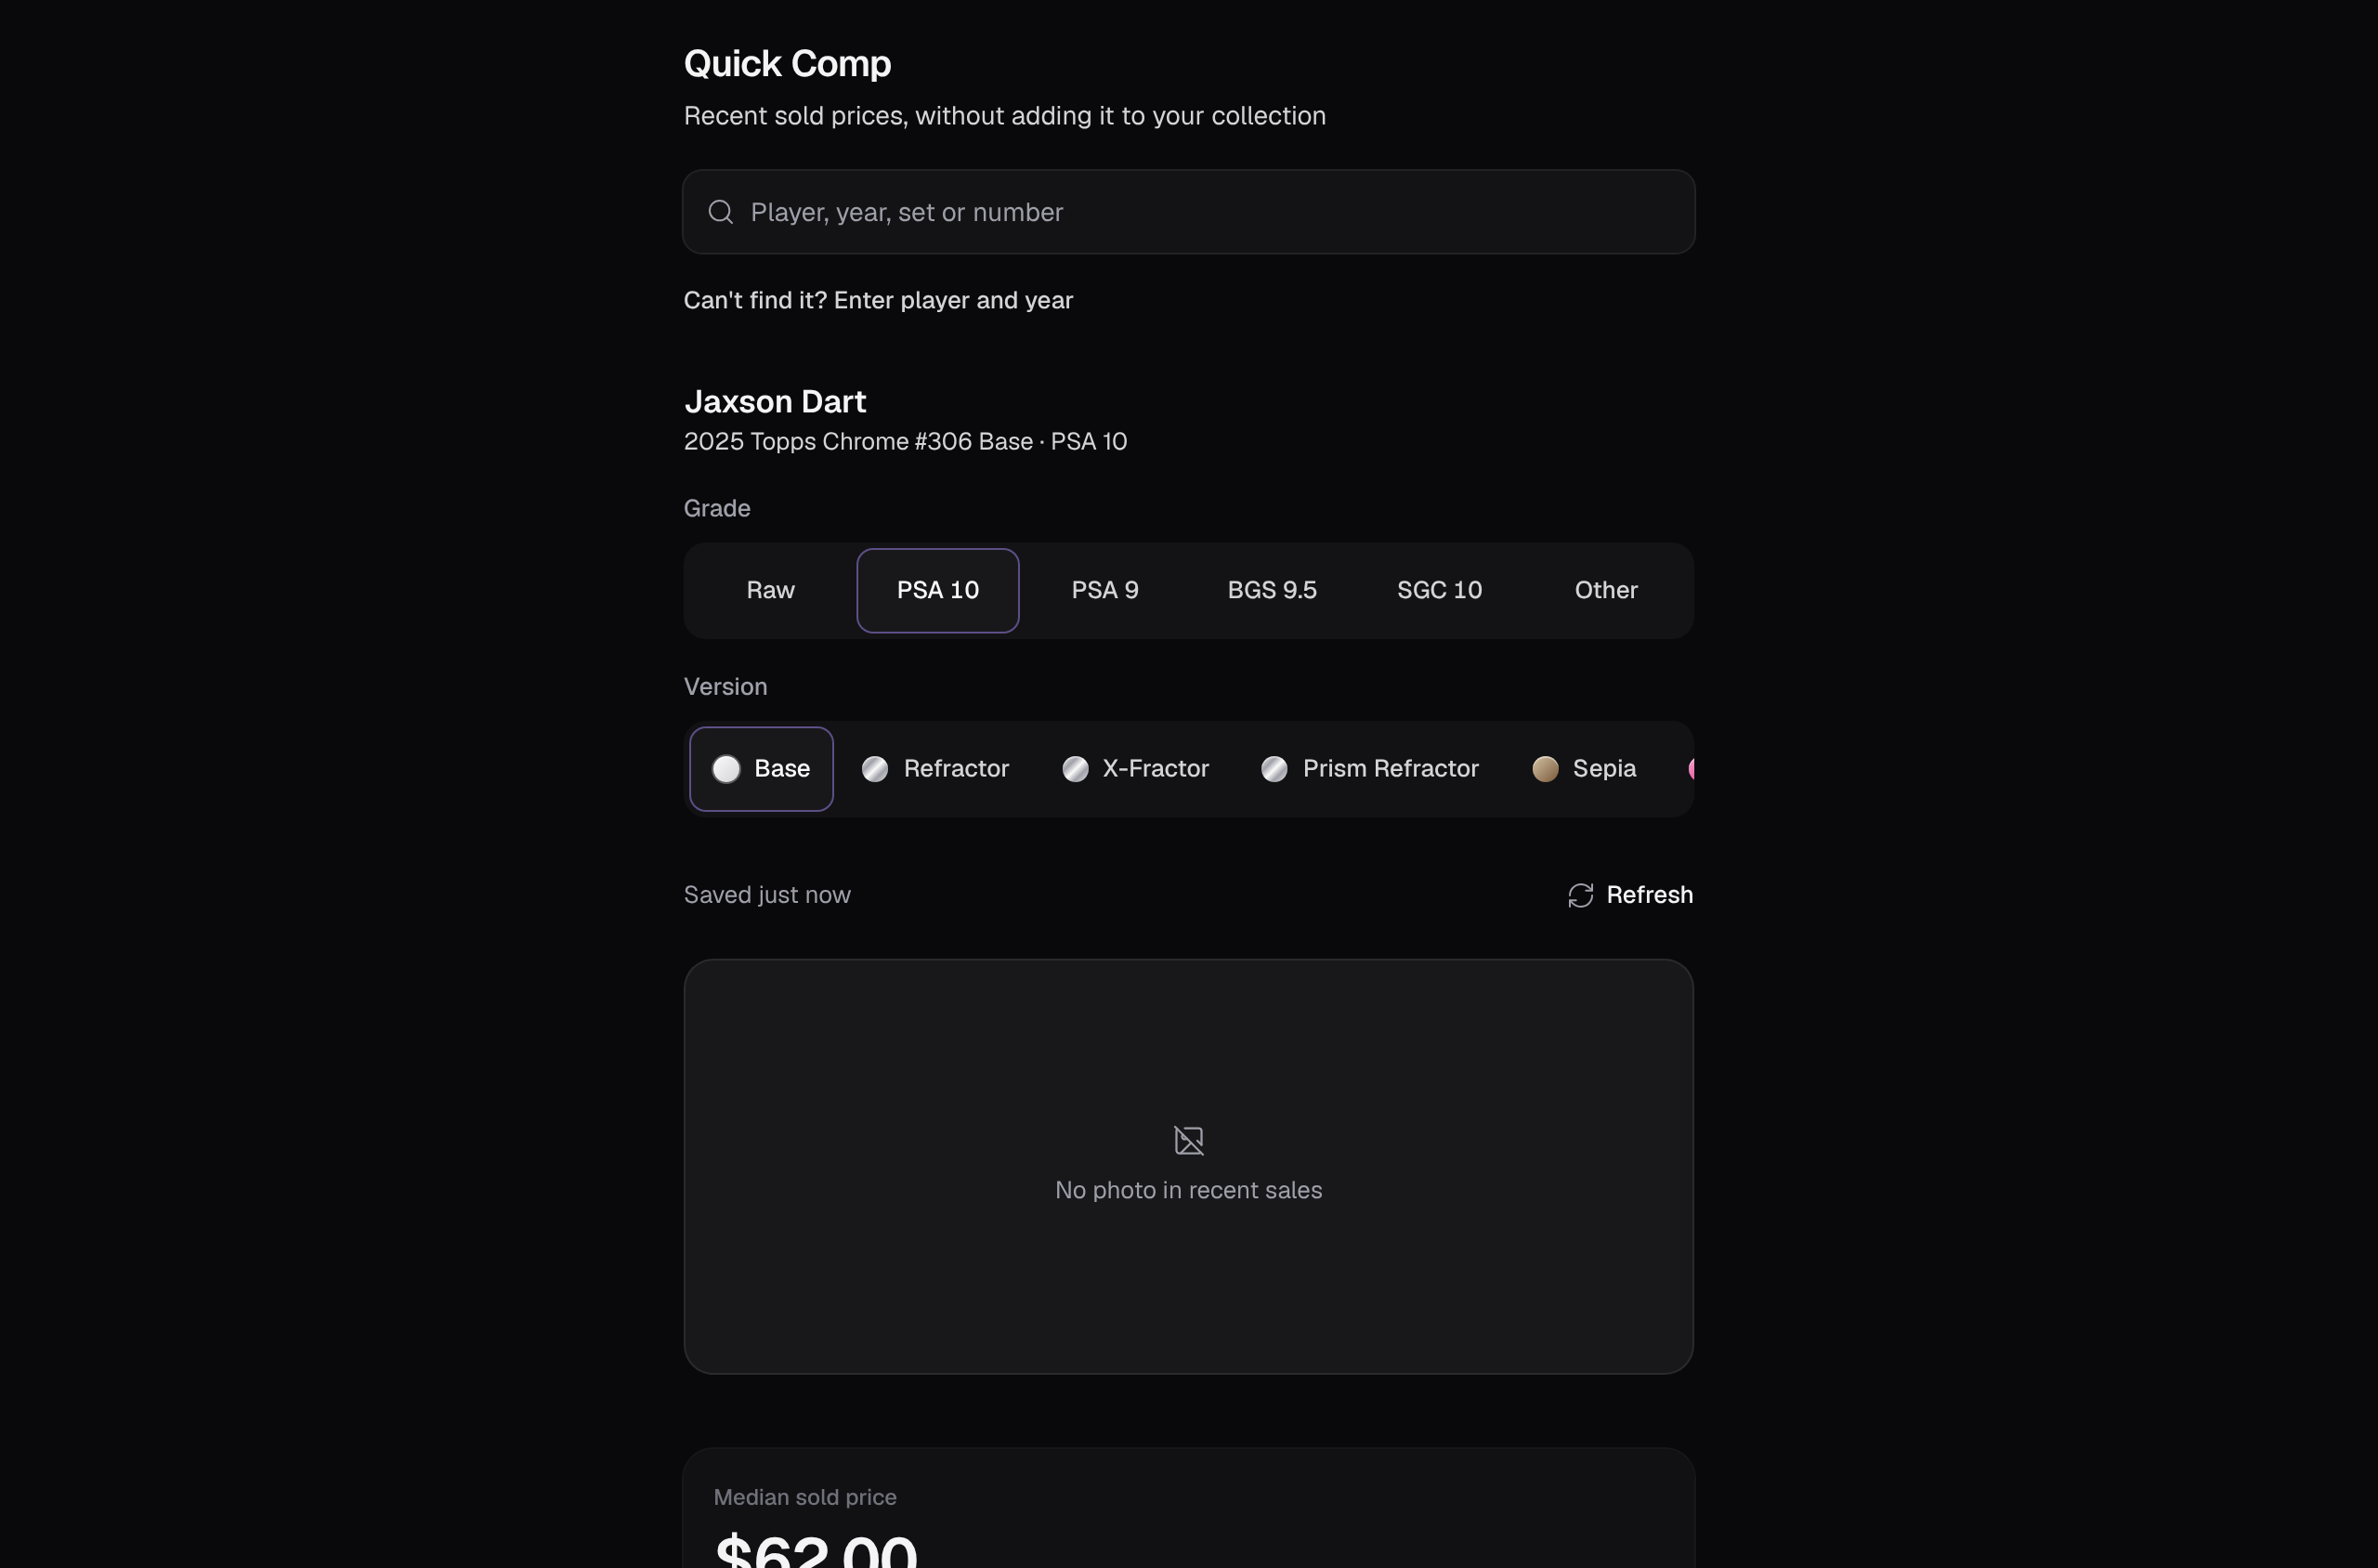 Quick Comp
Recent sold prices, without adding it to your collection
Player, year, set or number
Can't find it? Enter player and year
Jaxson Dart
2025 Topps Chrome #306 Base · PSA 10
Grade
Raw PSA 10 PSA 9 BGS 9.5 SGC 10 Other
Version
Base Refractor X-Fractor Prism Refractor Sepia
Saved just now Refresh
No photo in recent sales
Median sold price
$62.00